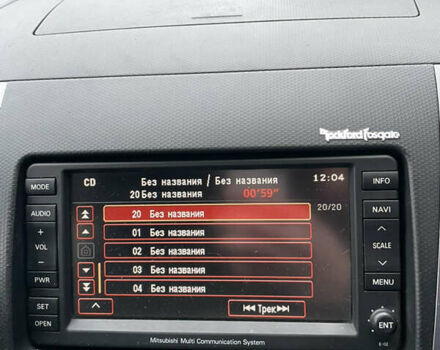 Rockford Fosgate
MODE
AUDIO
+
VOL
−
PWR
SET
OPEN
CD
Без названия / Без названия
12:04
20 Без названия
00'59"
20 Без названия
20/20
01 Без названия
02 Без названия
03 Без названия
04 Без названия
Трек
INFO
NAVI
SCALE
MENU
ENT
Mitsubishi Multi Communication System